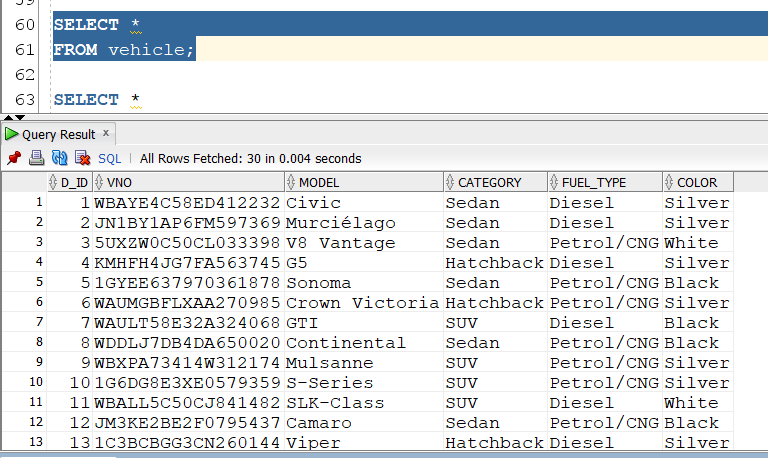 59
60 SELECT *
61 FROM vehicle;
62
63 SELECT *
Query Result x
SQL | All Rows Fetched: 30 in 0.004 seconds
D_ID VNO MODEL CATEGORY FUEL_TYPE COLOR
1 1 WBAYE4C58ED412232 Civic Sedan Diesel Silver
2 2 JN1BY1AP6FM597369 Murciélago Sedan Diesel Silver
3 3 5UXZW0C50CL033398 V8 Vantage Sedan Petrol/CNG White
4 4 KMHFH4JG7FA563745 G5 Hatchback Diesel Silver
5 5 1GYEE637970361878 Sonoma Sedan Petrol/CNG Black
6 6 WAUMGBFLXAA270985 Crown Victoria Hatchback Petrol/CNG Silver
7 7 WAULT58E32A324068 GTI SUV Diesel Black
8 8 WDDLJ7DB4DA650020 Continental Sedan Petrol/CNG Black
9 9 WBXPA73414W312174 Mulsanne SUV Petrol/CNG Silver
10 10 1G6DG8E3XE0579359 S-Series SUV Petrol/CNG Silver
11 11 WBALL5C50CJ841482 SLK-Class SUV Diesel White
12 12 JM3KE2BE2F0795437 Camaro Sedan Petrol/CNG Black
13 13 1C3BCBGG3CN260144 Viper Hatchback Diesel Silver